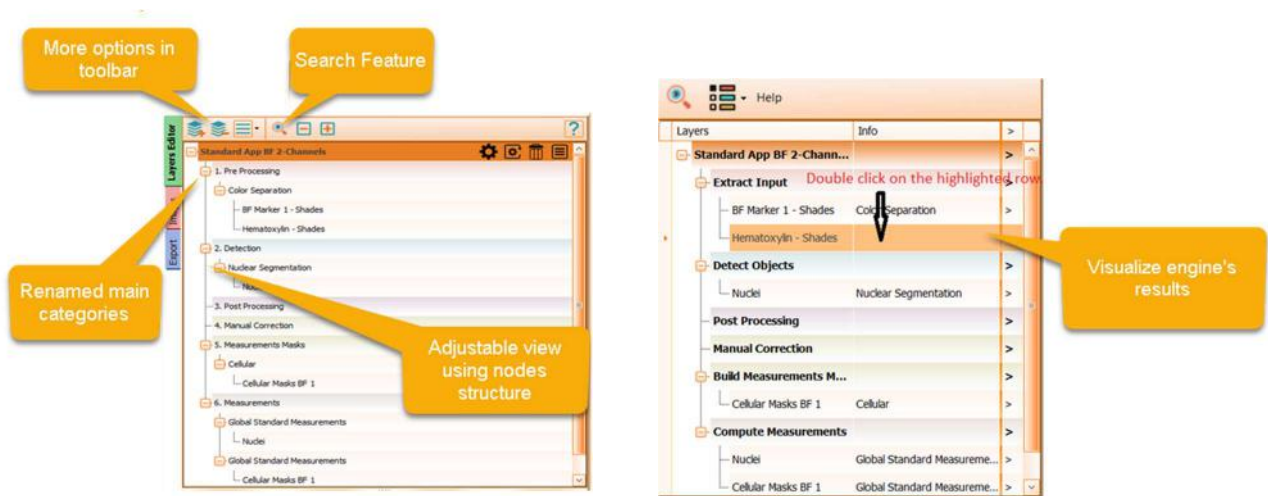 More options in
toolbar
Search Feature
Layers Editor
Export
?
Standard App BF 2-Channels
1. Pre Processing
Color Separation
BF Marker 1 - Shades
Hematoxylin - Shades
2. Detection
Nuclear Segmentation
3. Post Processing
4. Manual Correction
5. Measurements Masks
Cellular
Cellular Masks BF 1
6. Measurements
Global Standard Measurements
Nuclei
Global Standard Measurements
Cellular Masks BF 1
Renamed main
categories
Adjustable view
using nodes
structure
Help
Layers Info >
Standard App BF 2-Chann... >
Extract Input Double click on the highlighted row.
BF Marker 1 - Shades Color Separation >
Hematoxylin - Shades
Detect Objects >
Nuclei Nuclear Segmentation >
Post Processing >
Manual Correction >
Build Measurements M... >
Cellular Masks BF 1 Cellular >
Compute Measurements >
Nuclei Global Standard Measureme... >
Cellular Masks BF 1 Global Standard Measureme... >
Visualize engine's
results